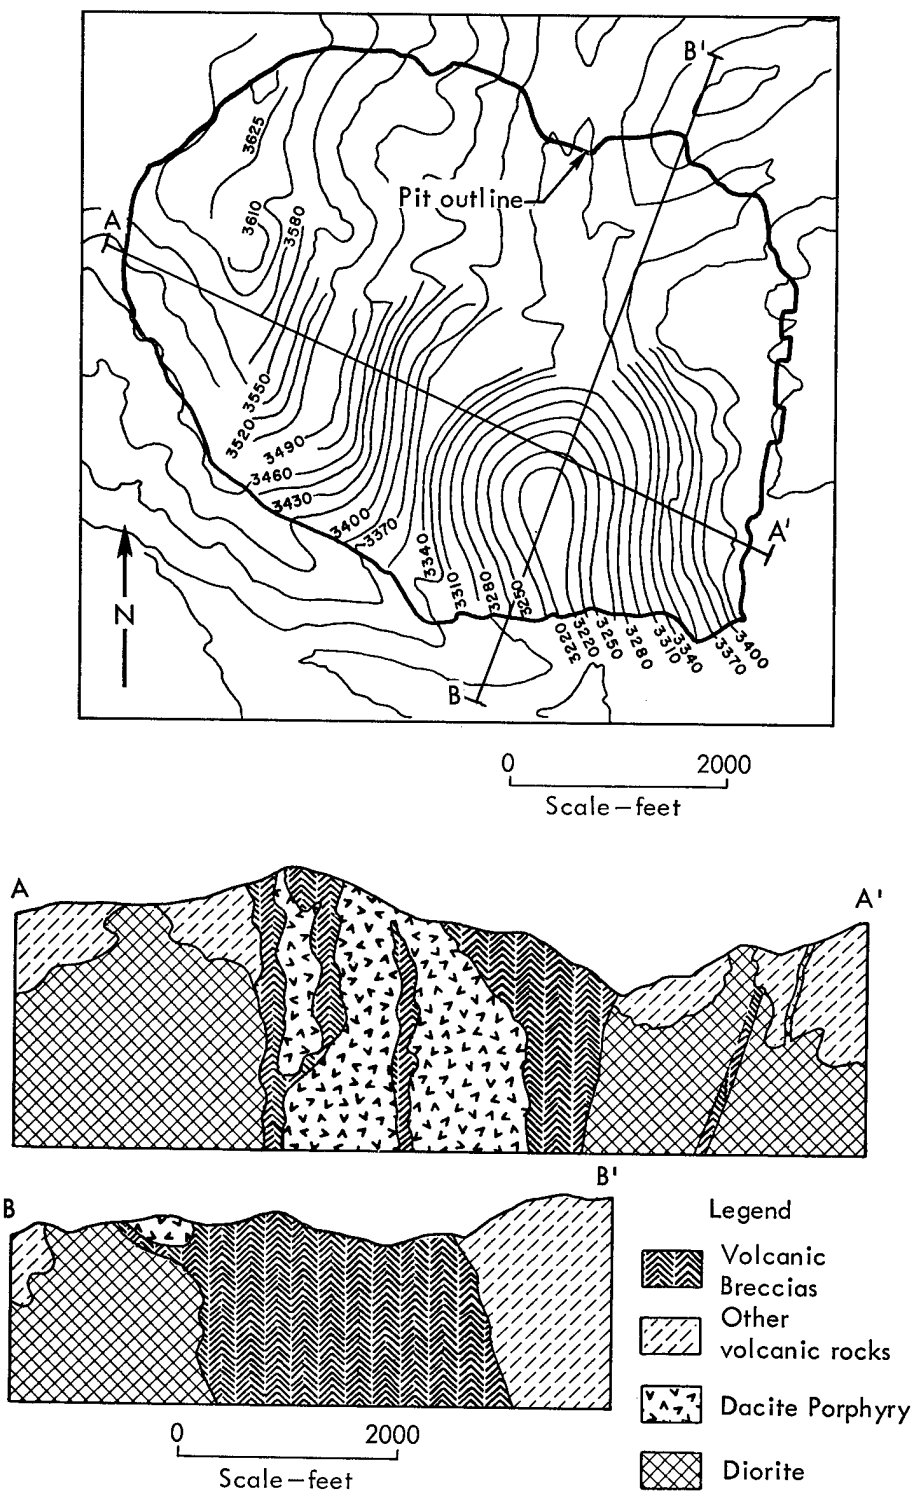 B'
3625
Pit outline
A
3610
3580
3550
3520
3490
3460
3430
3400
3370
3340
3310
3280
3250
A'
N
3220
3220
3250
3280
3310
3340
3370
3400
B
0 2000
Scale—feet
A A'
B B'
Legend
Volcanic
Breccias
Other
volcanic rocks
Dacite Porphyry
Diorite
0 2000
Scale—feet